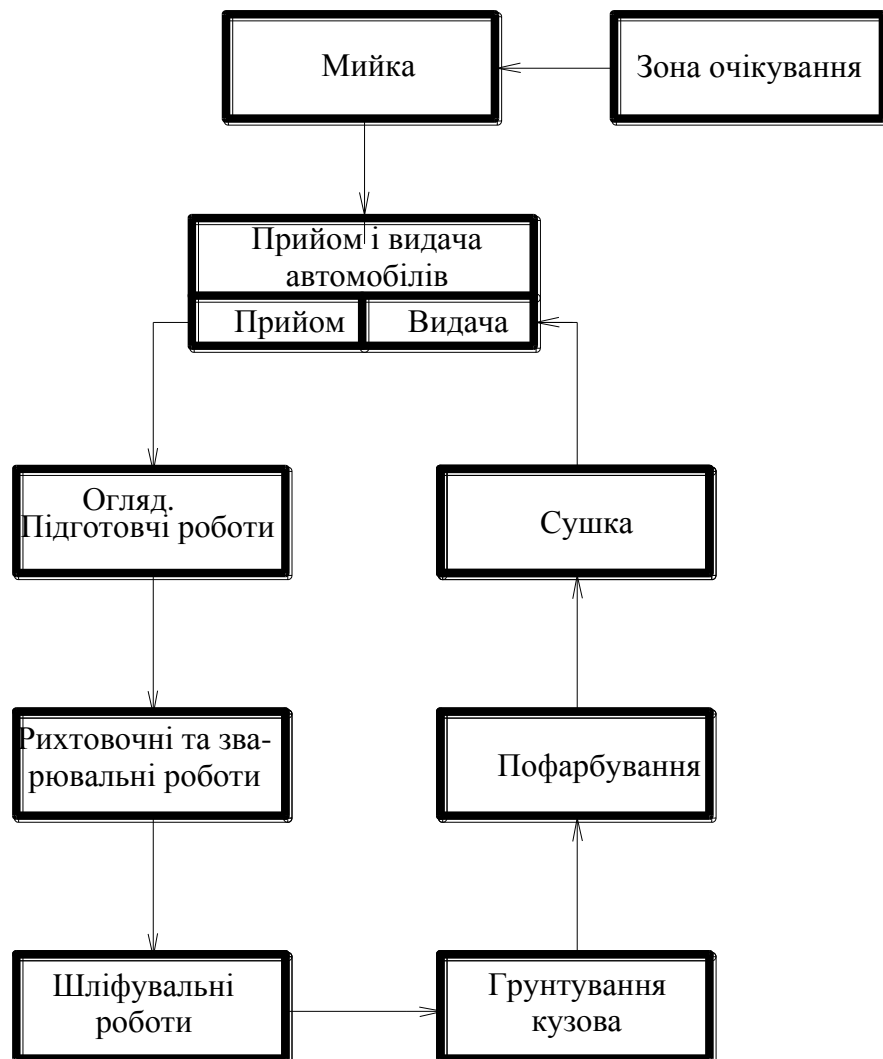 Мийка
Зона очікування
Прийом і видача
автомобілів
Прийом
Видача
Огляд.
Підготовчі роботи
Сушка
Рихтовочні та зва-
рювальні роботи
Пофарбування
Шліфувальні
роботи
Грунтування
кузова